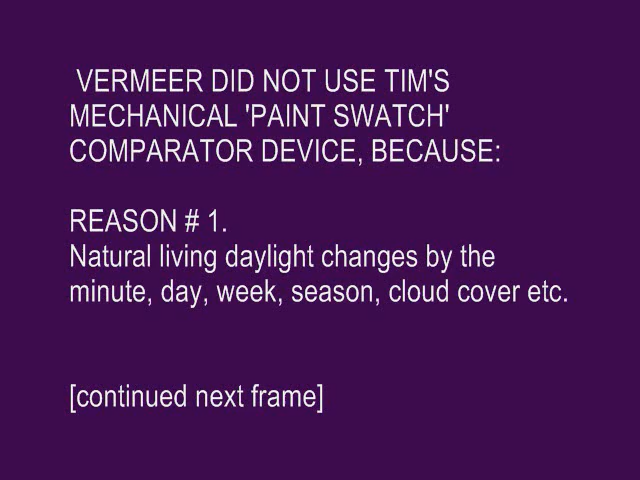 VERMEER DID NOT USE TIM'S
MECHANICAL 'PAINT SWATCH'
COMPARATOR DEVICE, BECAUSE:
REASON # 1.
Natural living daylight changes by the
minute, day, week, season, cloud cover etc.
[continued next frame]